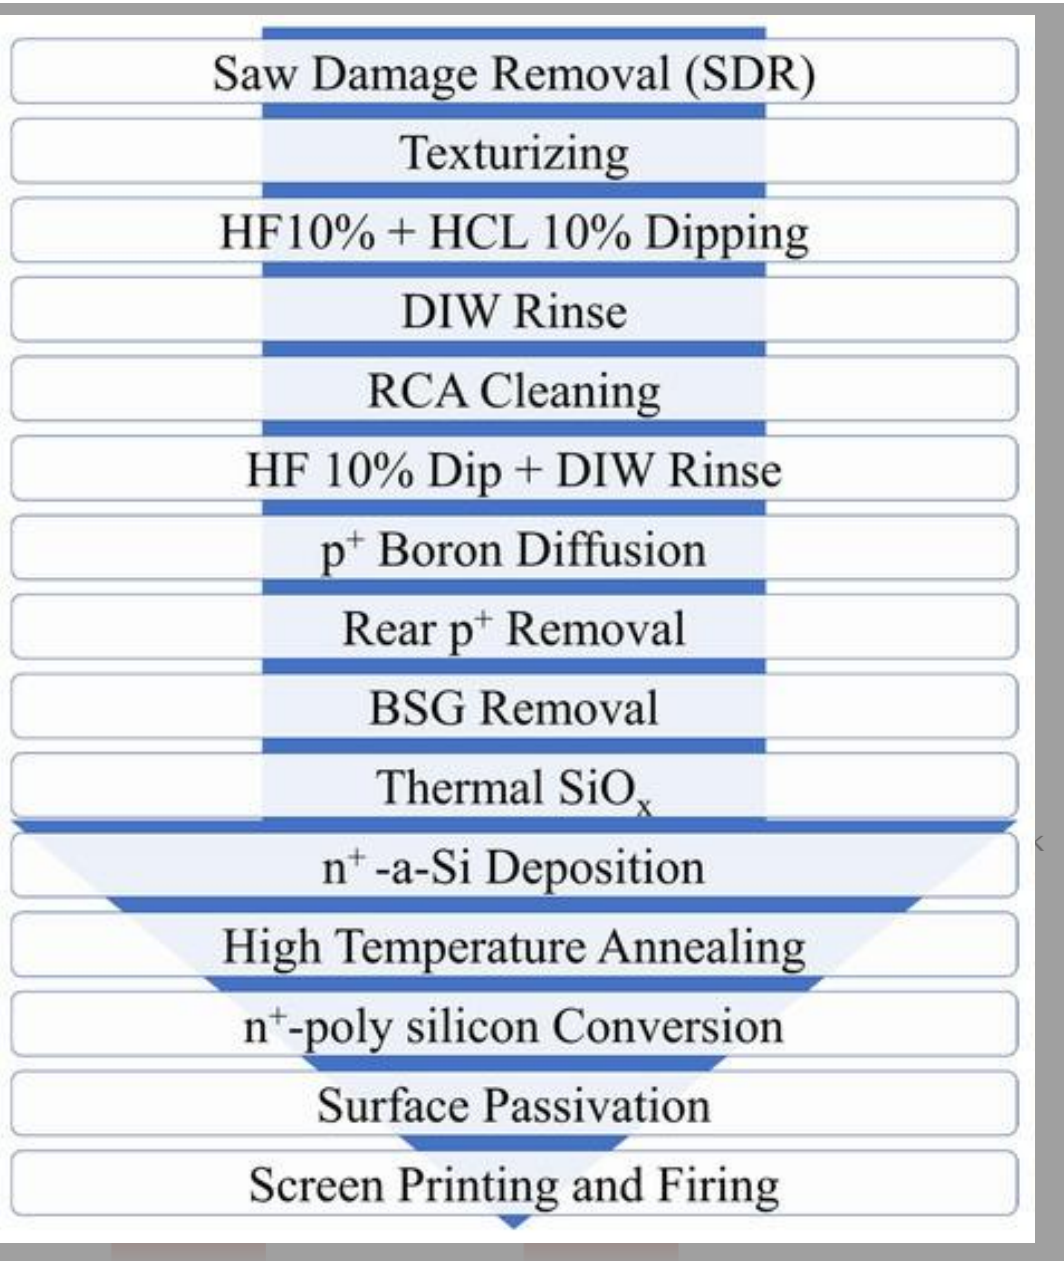 Saw Damage Removal (SDR)
Texturizing
HF10% + HCL 10% Dipping
DIW Rinse
RCA Cleaning
HF 10% Dip + DIW Rinse
p⁺ Boron Diffusion
Rear p⁺ Removal
BSG Removal
Thermal SiOₓ
n⁺ -a-Si Deposition
High Temperature Annealing
n⁺-poly silicon Conversion
Surface Passivation
Screen Printing and Firing